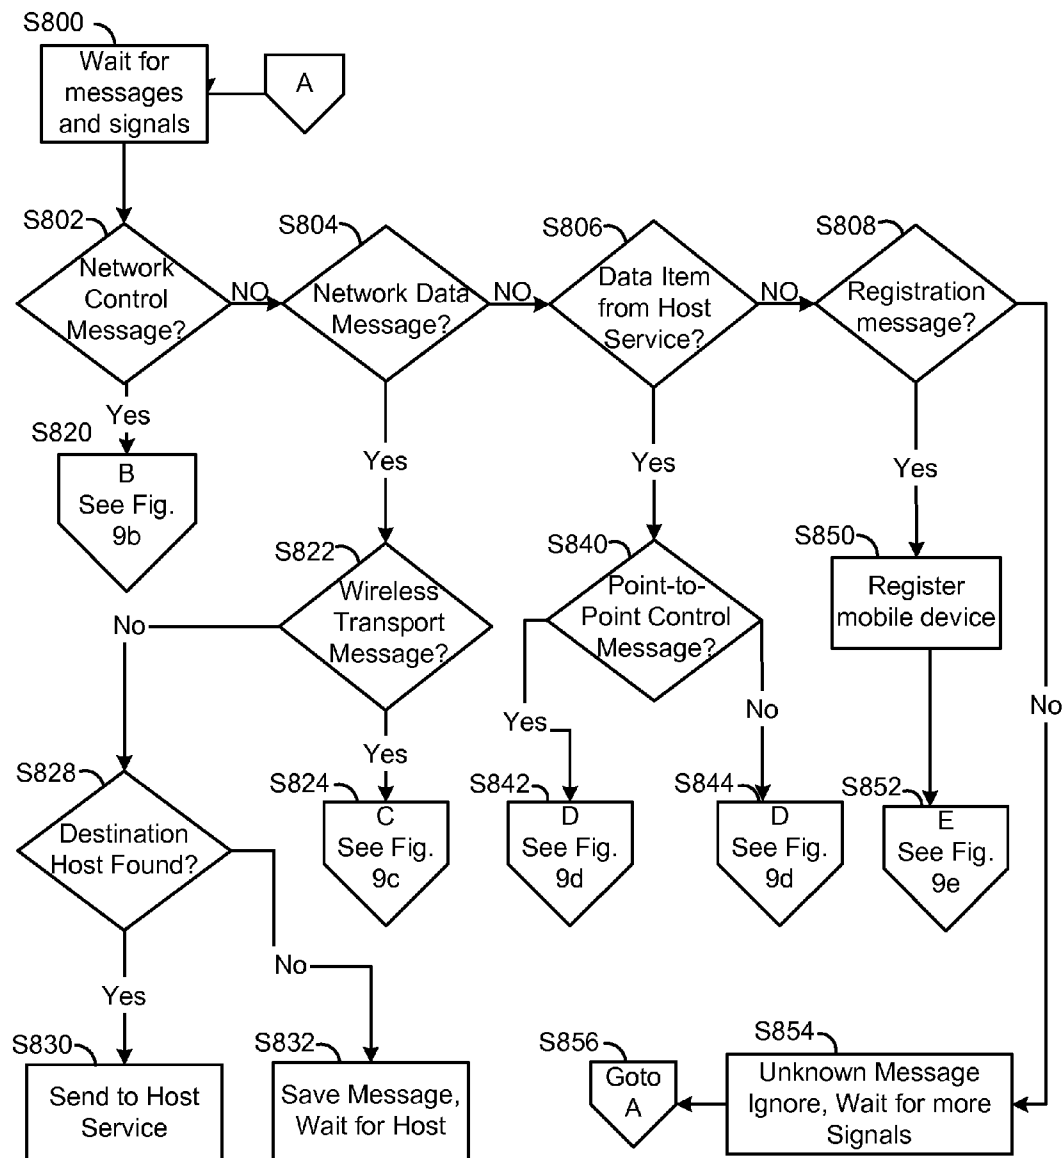 S800
Wait for
messages
and signals
A
S802
Network
Control
Message?
NO
S804
Network Data
Message?
NO
S806
Data Item
from Host
Service?
NO
S808
Registration
message?
Yes
S820
B
See Fig.
9b
Yes
Yes
Yes
No
S822
Wireless
Transport
Message?
No
S840
Point-to-
Point Control
Message?
S850
Register
mobile device
Yes
Yes
No
S828
Destination
Host Found?
S824
C
See Fig.
9c
S842
D
See Fig.
9d
S844
D
See Fig.
9d
S852
E
See Fig.
9e
Yes
No
S830
Send to Host
Service
S832
Save Message,
Wait for Host
S856
Goto
A
S854
Unknown Message
Ignore, Wait for more
Signals